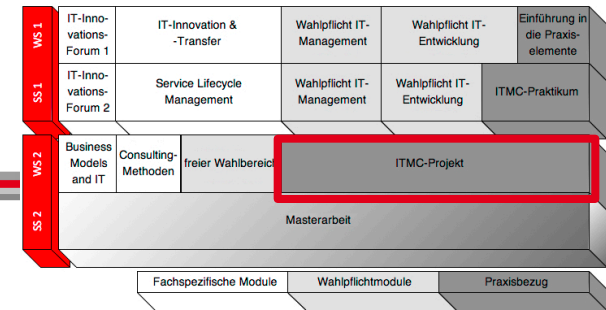 WS 1
IT-Inno-
vations-
Forum 1
IT-Innovation &
-Transfer
Wahlpflicht IT-
Management
Wahlpflicht IT-
Entwicklung
Einführung in
die Praxis-
elemente
SS 1
IT-Inno-
vations-
Forum 2
Service Lifecycle
Management
Wahlpflicht IT-
Management
Wahlpflicht IT-
Entwicklung
ITMC-Praktikum
WS 2
Business
Models
and IT
Consulting-
Methoden
freier Wahlbereich
ITMC-Projekt
SS 2
Masterarbeit
Fachspezifische Module
Wahlpflichtmodule
Praxisbezug